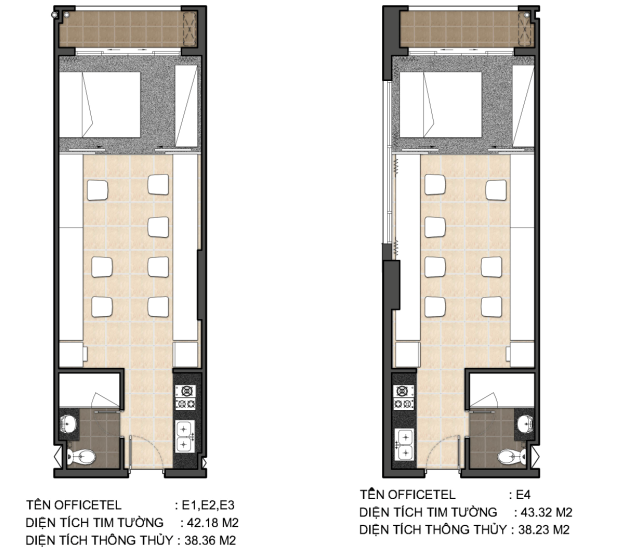 TÊN OFFICETEL : E1,E2,E3
DIỆN TÍCH TIM TƯỜNG : 42.18 M2
DIỆN TÍCH THÔNG THỦY : 38.36 M2
TÊN OFFICETEL : E4
DIỆN TÍCH TIM TƯỜNG : 43.32 M2
DIỆN TÍCH THÔNG THỦY : 38.23 M2